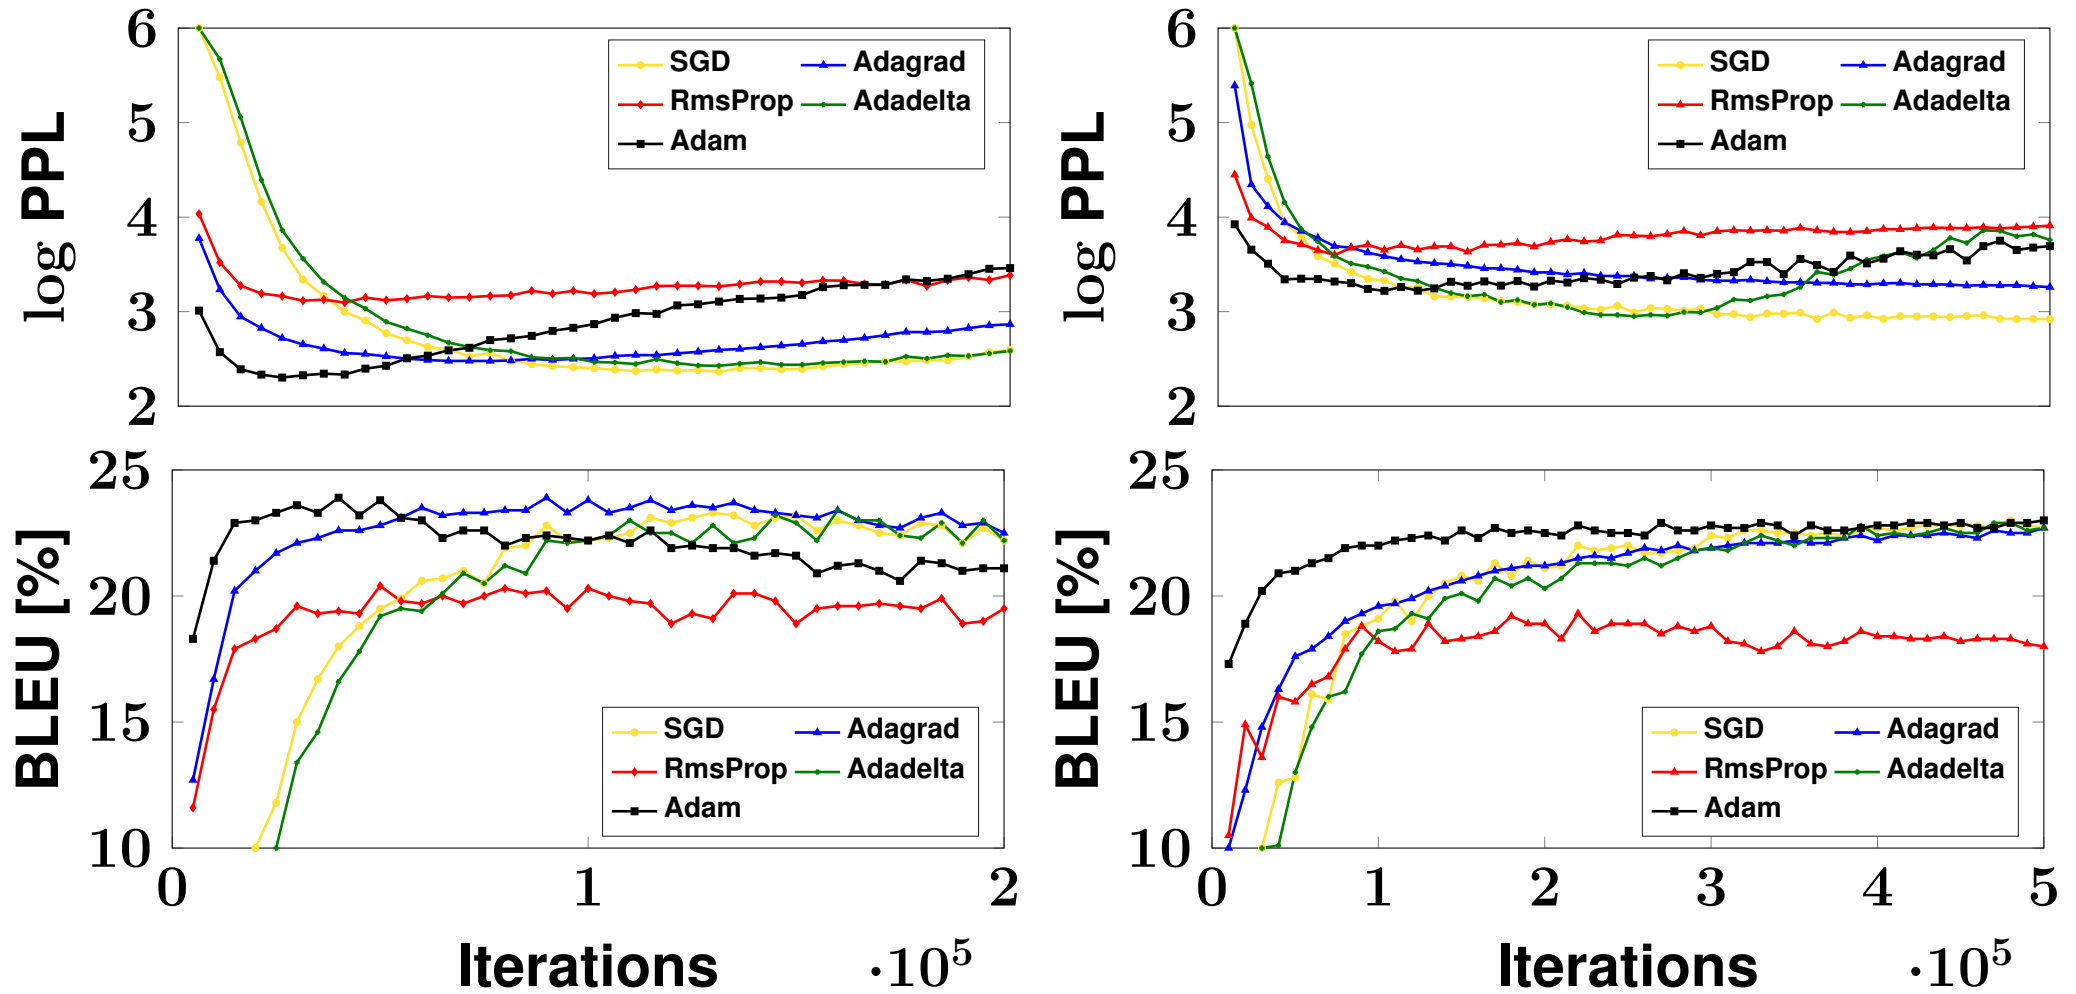 6
5
4
3
2
log PPL
SGD Adagrad
RmsProp Adadelta
Adam
6
5
4
3
2
log PPL
SGD Adagrad
RmsProp Adadelta
Adam
25
20
15
10
BLEU [%]
SGD Adagrad
RmsProp Adadelta
Adam
0 1 2
Iterations ·10^5
25
20
15
10
BLEU [%]
SGD Adagrad
RmsProp Adadelta
Adam
0 1 2 3 4 5
Iterations ·10^5